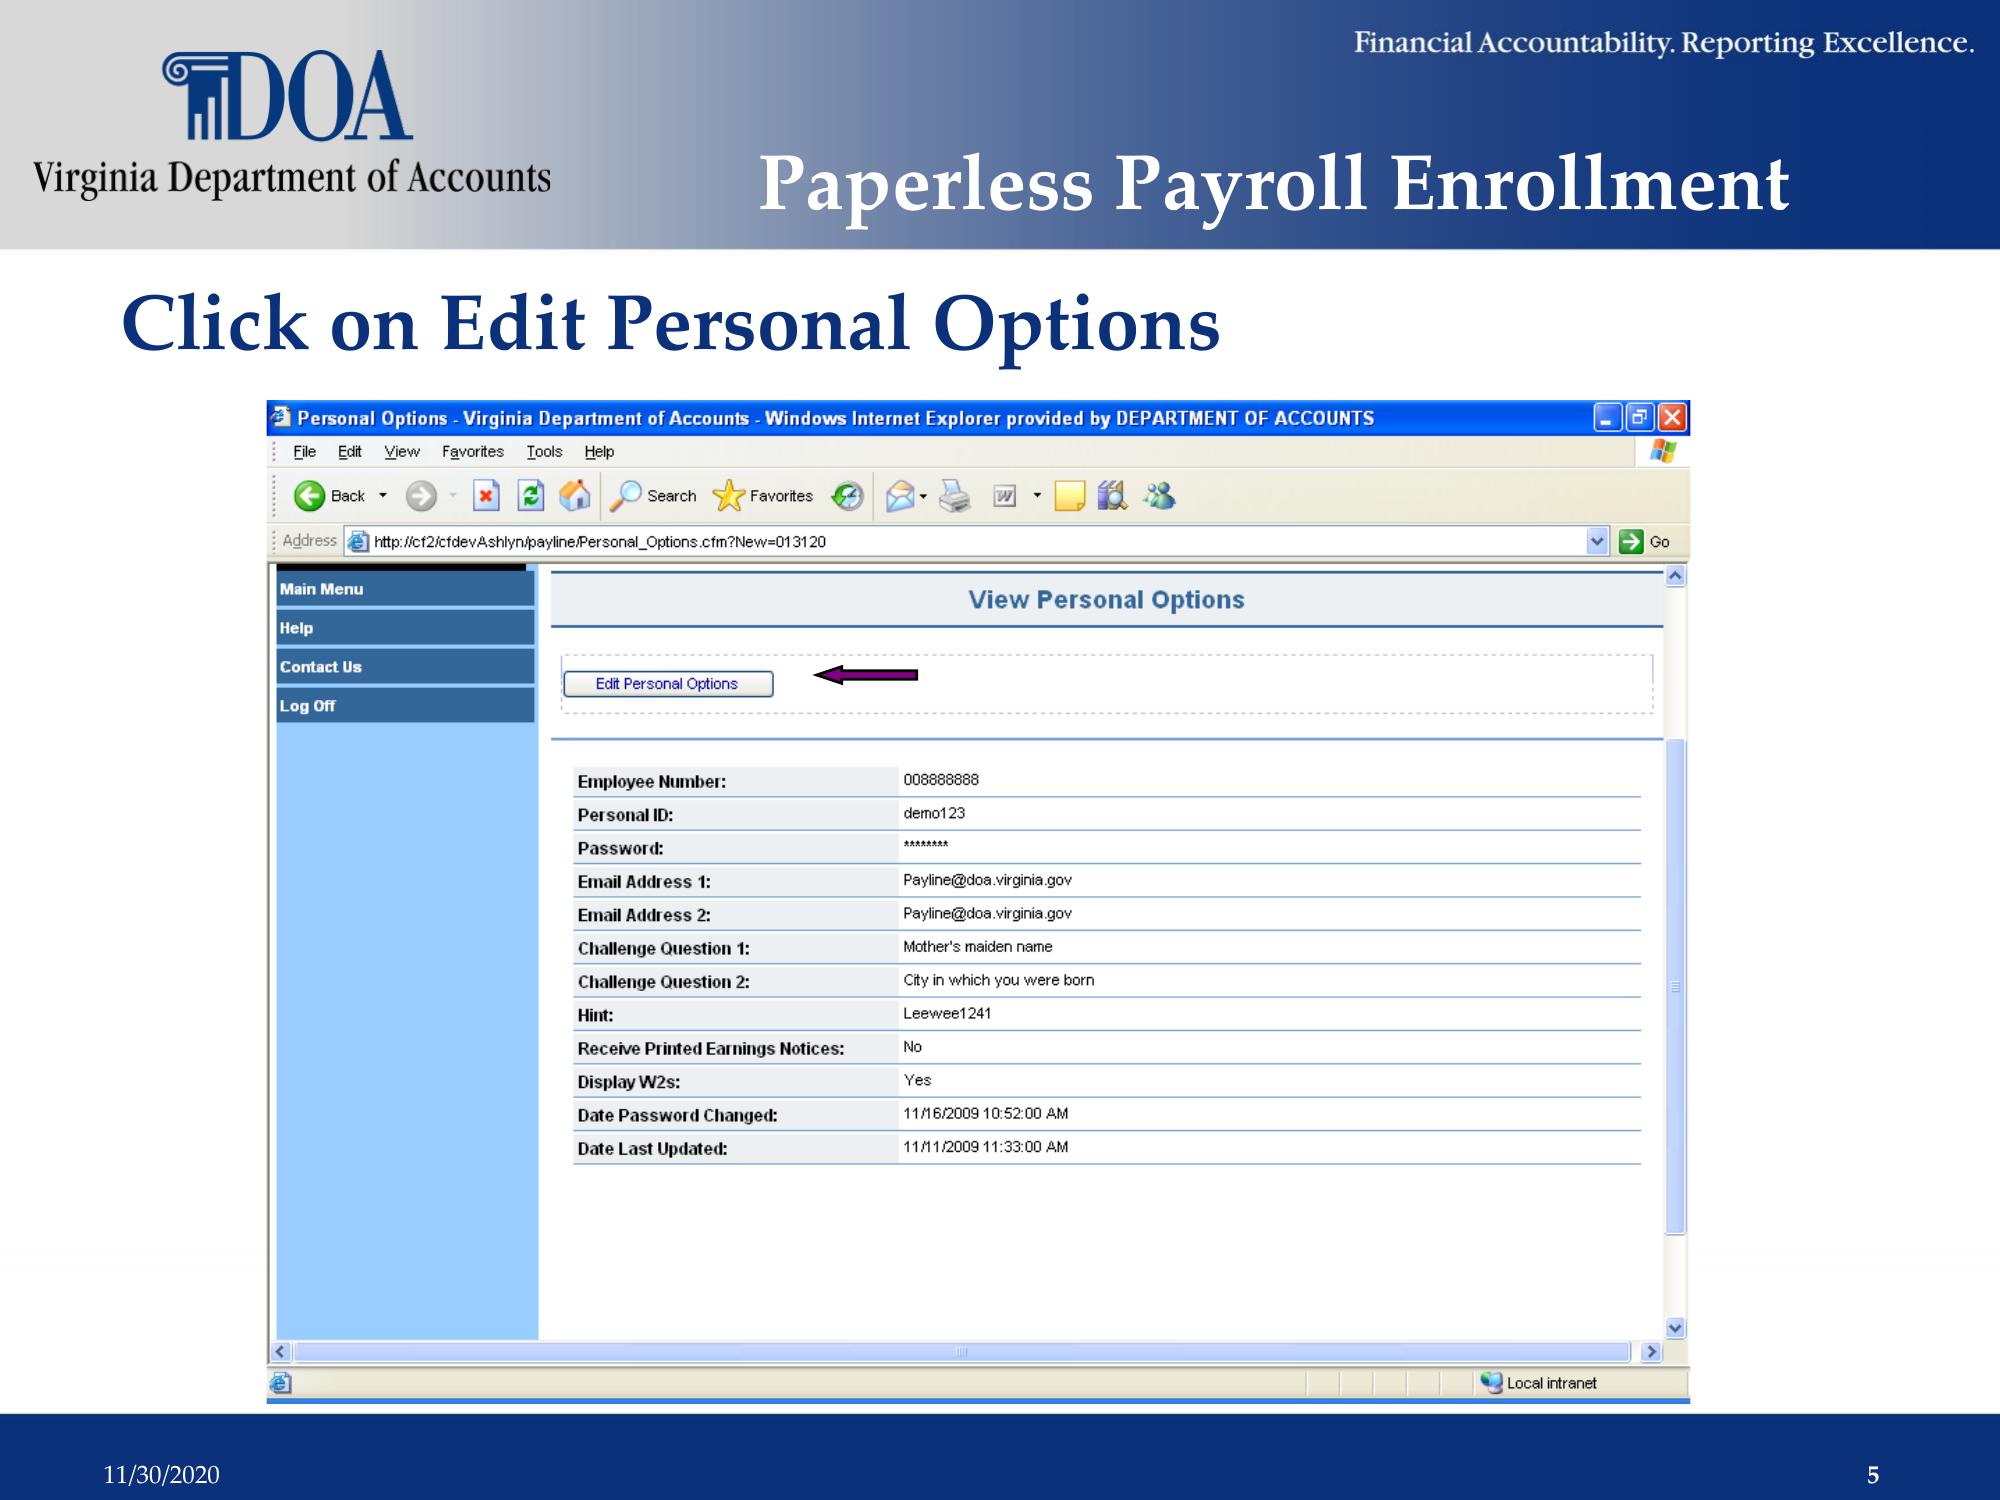 Financial Accountability. Reporting Excellence.
DOA
Virginia Department of Accounts
Paperless Payroll Enrollment
Click on Edit Personal Options
Personal Options - Virginia Department of Accounts - Windows Internet Explorer provided by DEPARTMENT OF ACCOUNTS
File Edit View Favorites Tools Help
Back Search Favorites
Address http://cf2/cfdevAshlyn/payline/Personal_Options.cfm?New=013120 Go
Main Menu
Help
Contact Us
Log Off
View Personal Options
Edit Personal Options
Employee Number: 008888888
Personal ID: demo123
Password: ********
Email Address 1: Payline@doa.virginia.gov
Email Address 2: Payline@doa.virginia.gov
Challenge Question 1: Mother's maiden name
Challenge Question 2: City in which you were born
Hint: Leewee1241
Receive Printed Earnings Notices: No
Display W2s: Yes
Date Password Changed: 11/16/2009 10:52:00 AM
Date Last Updated: 11/11/2009 11:33:00 AM
Local intranet
11/30/2020 5